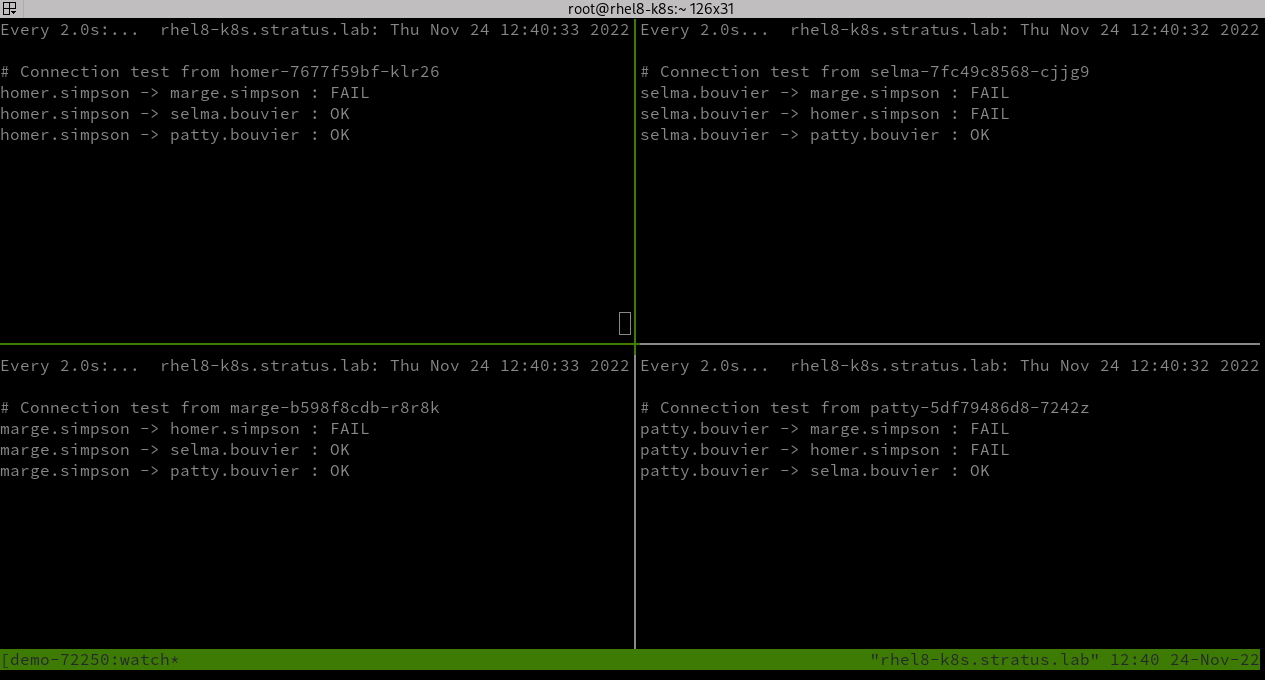 root@rhel8-k8s:~ 126x31
Every 2.0s:...  rhel8-k8s.stratus.lab: Thu Nov 24 12:40:33 2022
# Connection test from homer-7677f59bf-klr26
homer.simpson -> marge.simpson : FAIL
homer.simpson -> selma.bouvier : OK
homer.simpson -> patty.bouvier : OK
Every 2.0s...  rhel8-k8s.stratus.lab: Thu Nov 24 12:40:32 2022
# Connection test from selma-7fc49c8568-cjjg9
selma.bouvier -> marge.simpson : FAIL
selma.bouvier -> homer.simpson : FAIL
selma.bouvier -> patty.bouvier : OK
Every 2.0s:...  rhel8-k8s.stratus.lab: Thu Nov 24 12:40:33 2022
# Connection test from marge-b598f8cdb-r8r8k
marge.simpson -> homer.simpson : FAIL
marge.simpson -> selma.bouvier : OK
marge.simpson -> patty.bouvier : OK
Every 2.0s...  rhel8-k8s.stratus.lab: Thu Nov 24 12:40:32 2022
# Connection test from patty-5df79486d8-7242z
patty.bouvier -> marge.simpson : FAIL
patty.bouvier -> homer.simpson : FAIL
patty.bouvier -> selma.bouvier : OK
[demo-72250:watch* "rhel8-k8s.stratus.lab" 12:40 24-Nov-22